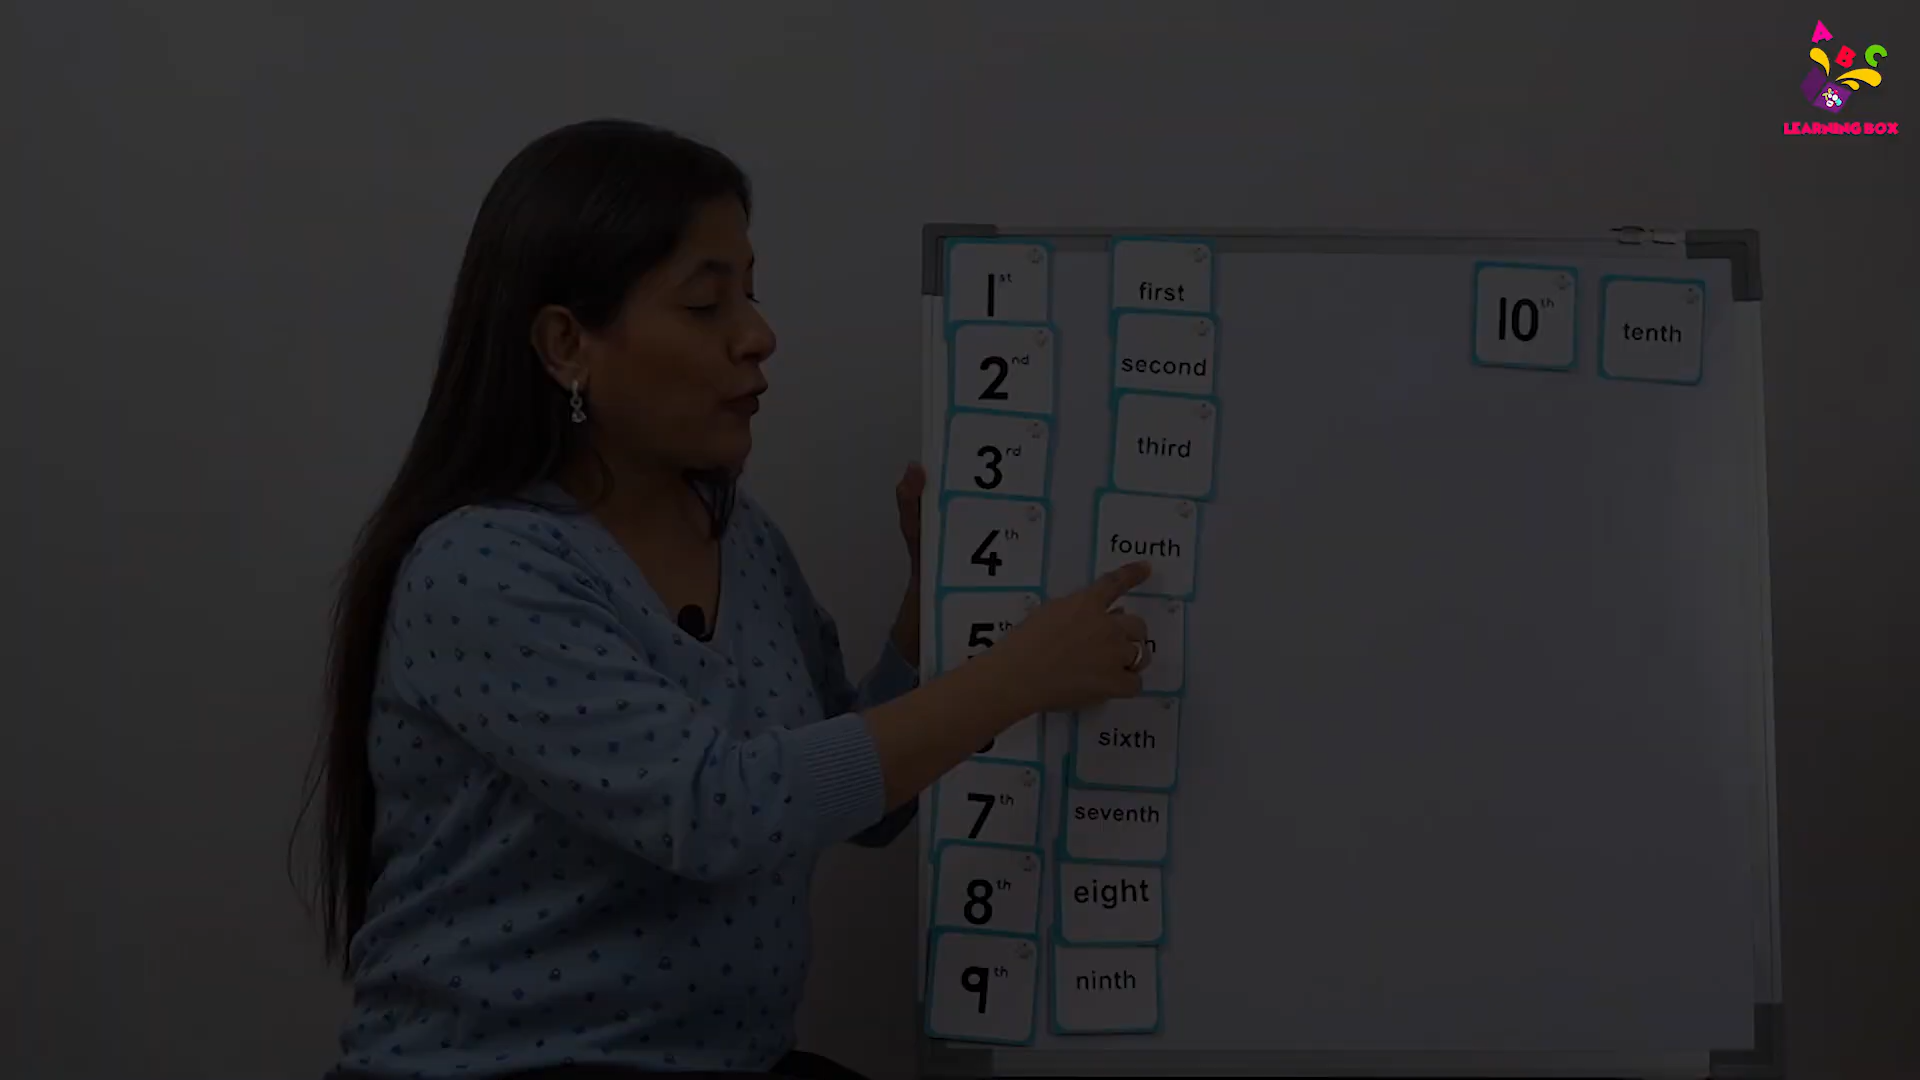 A B C
LEARNING BOX
1st first
2nd second
3rd third
4th fourth
5th
sixth
7th seventh
8th eight
9th ninth
10th tenth